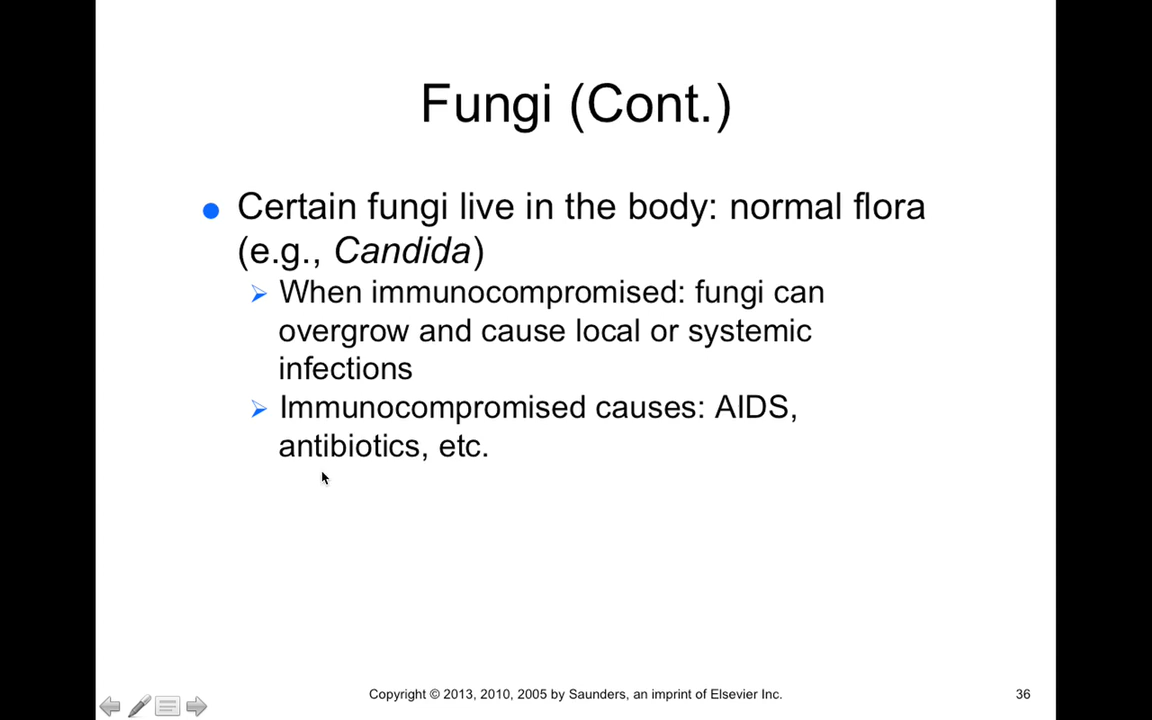 Fungi (Cont.)
● Certain fungi live in the body: normal flora
(e.g., Candida)
➢ When immunocompromised: fungi can
overgrow and cause local or systemic
infections
➢ Immunocompromised causes: AIDS,
antibiotics, etc.
Copyright © 2013, 2010, 2005 by Saunders, an imprint of Elsevier Inc.
36